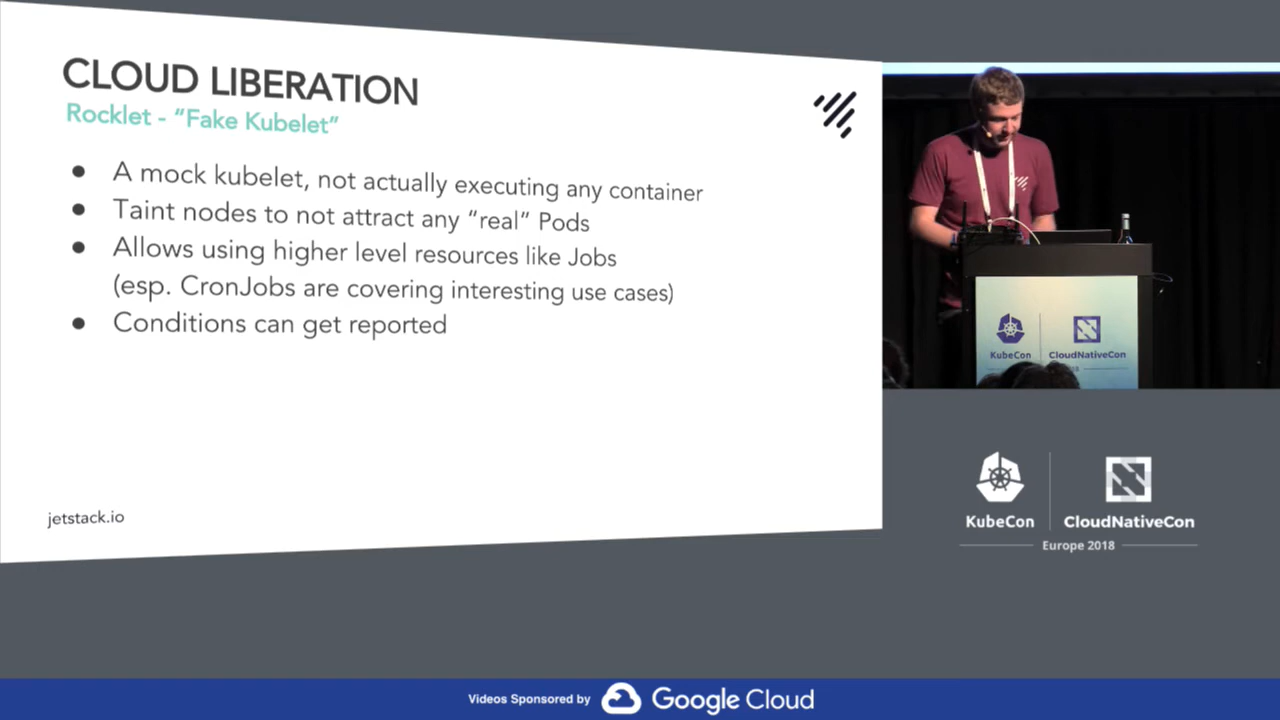 CLOUD LIBERATION
Rocklet - “Fake Kubelet”
● A mock kubelet, not actually executing any container
● Taint nodes to not attract any “real” Pods
● Allows using higher level resources like Jobs
(esp. CronJobs are covering interesting use cases)
● Conditions can get reported
jetstack.io
KubeCon
CloudNativeCon
KubeCon
CloudNativeCon
Europe 2018
Videos Sponsored by
Google Cloud